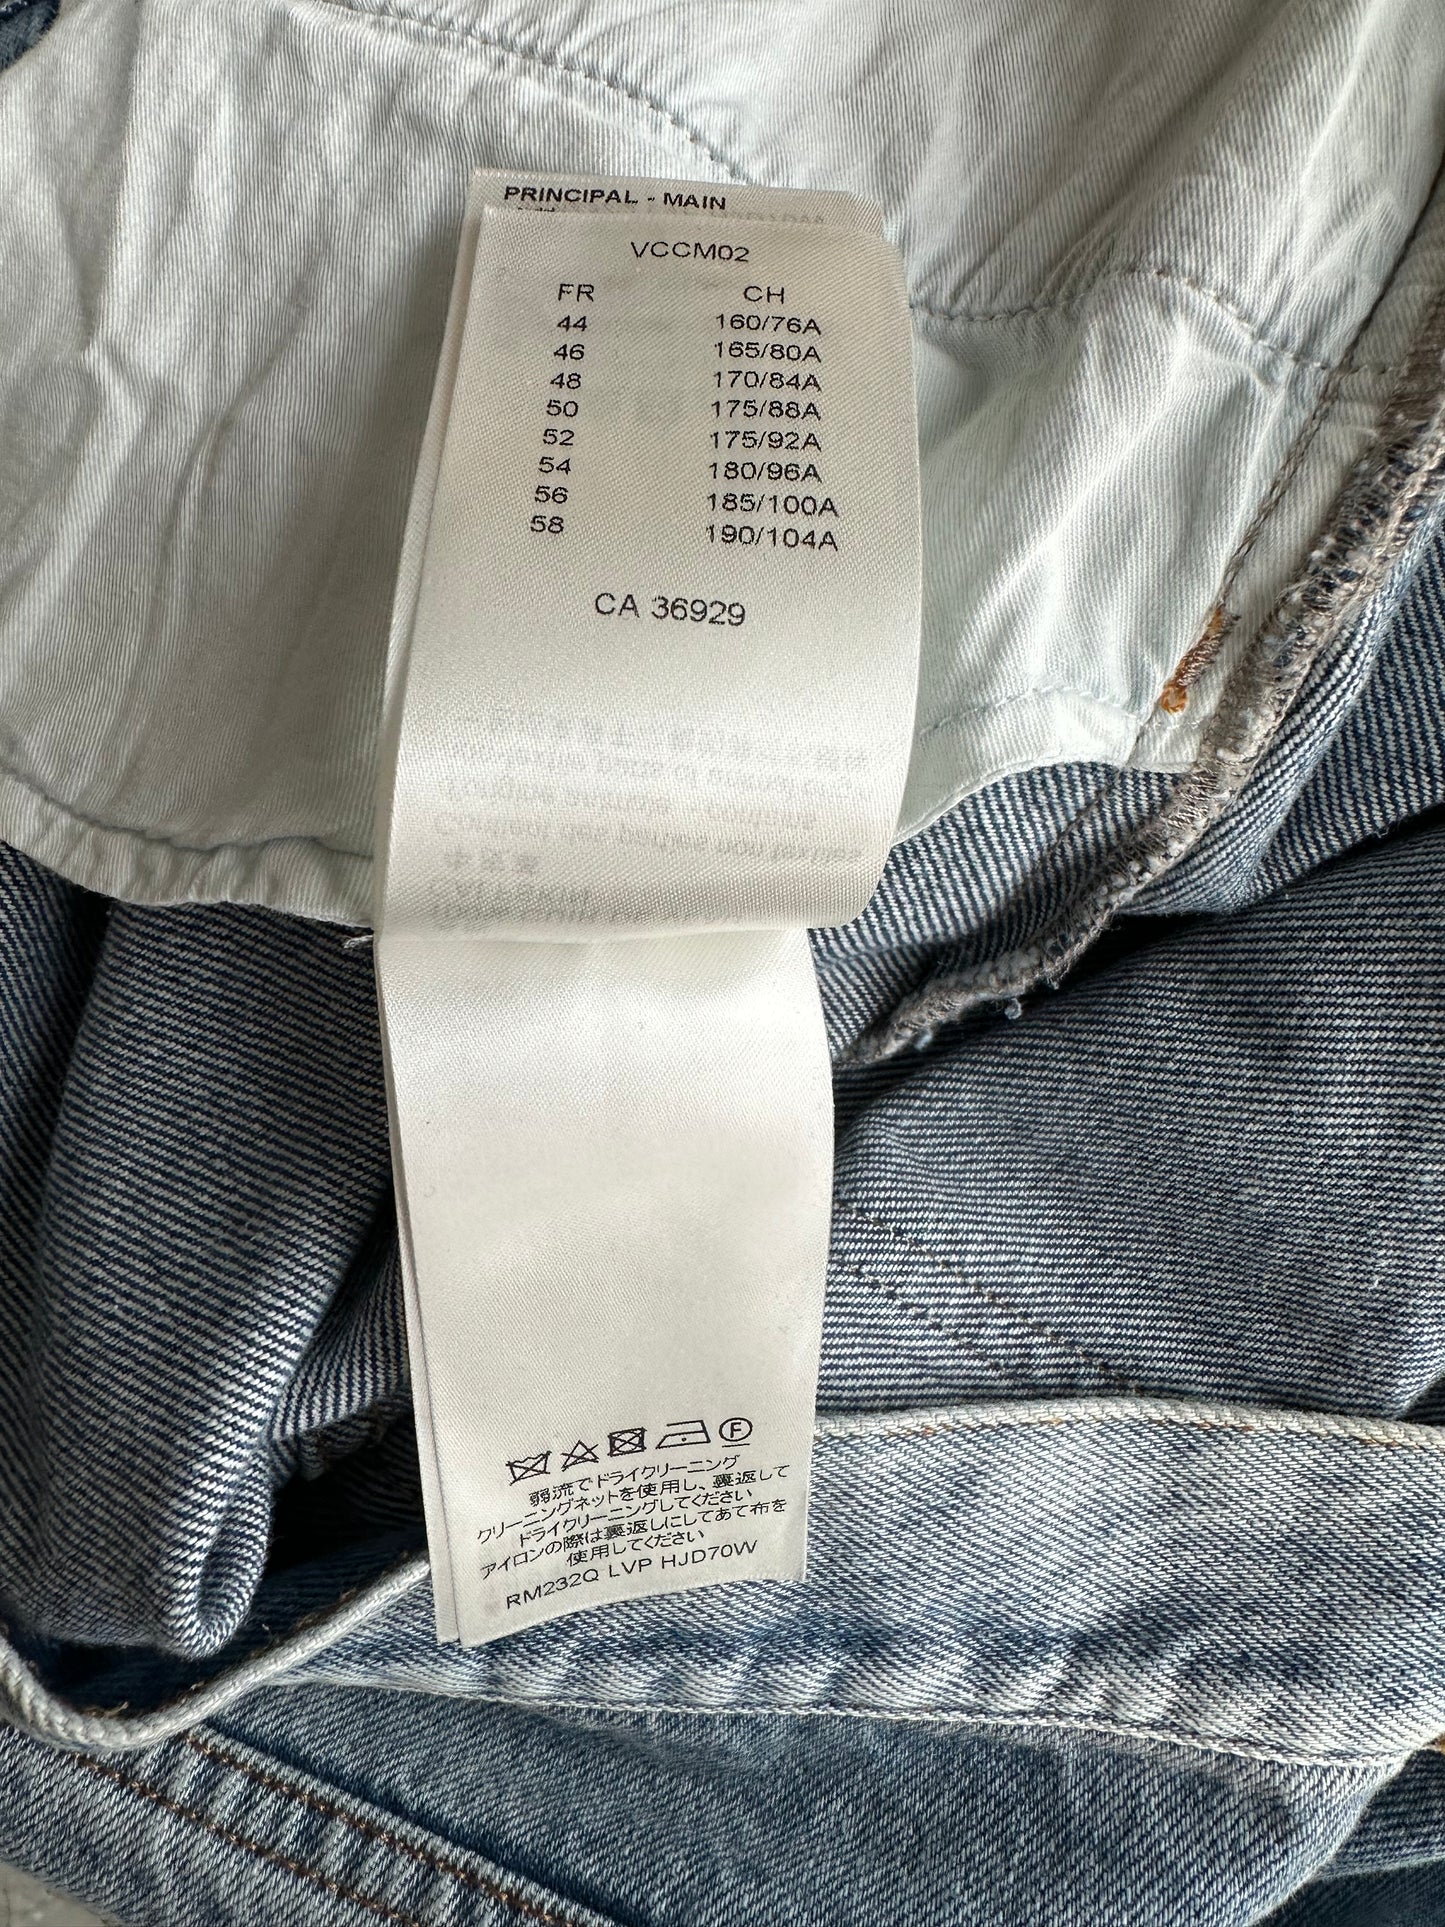 PRINCIPAL - MAIN
VCCM02
FR CH
44 160/76A
46 165/80A
48 170/84A
50 175/88A
52 175/92A
54 180/96A
56 185/100A
58 190/104A
CA 36929
弱流でドライクリーニング
クリーニングネットを使用し、裏返して
ドライクリーニングしてください
アイロンの際は裏返しにしてあて布を
使用してください
RM232Q LVP HJD70W